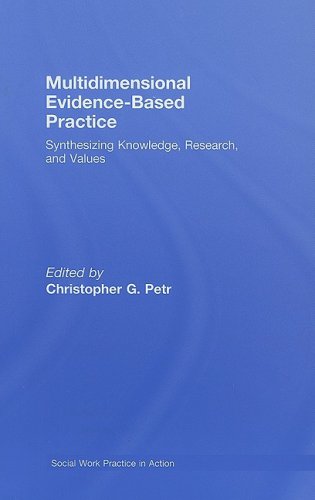 Multidimensional
Evidence-Based
Practice
Synthesizing Knowledge, Research,
and Values
Edited by
Christopher G. Petr
Social Work Practice in Action